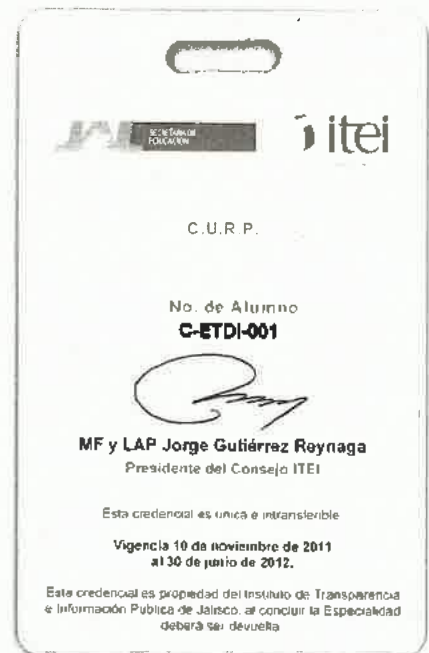 SECRETARÍA DE
EDUCACIÓN
itei
C.U.R.P.
No. de Alumno
C-ETDI-001
MF y LAP Jorge Gutiérrez Reynaga
Presidente del Consejo ITEI
Esta credencial es unica e intransferible
Vigencia 10 de noviembre de 2011
al 30 de junio de 2012.
Esta credencial es propiedad del Instituto de Transparencia
e Información Publica de Jalisco, al concluir la Especialidad
deberá ser devuelta